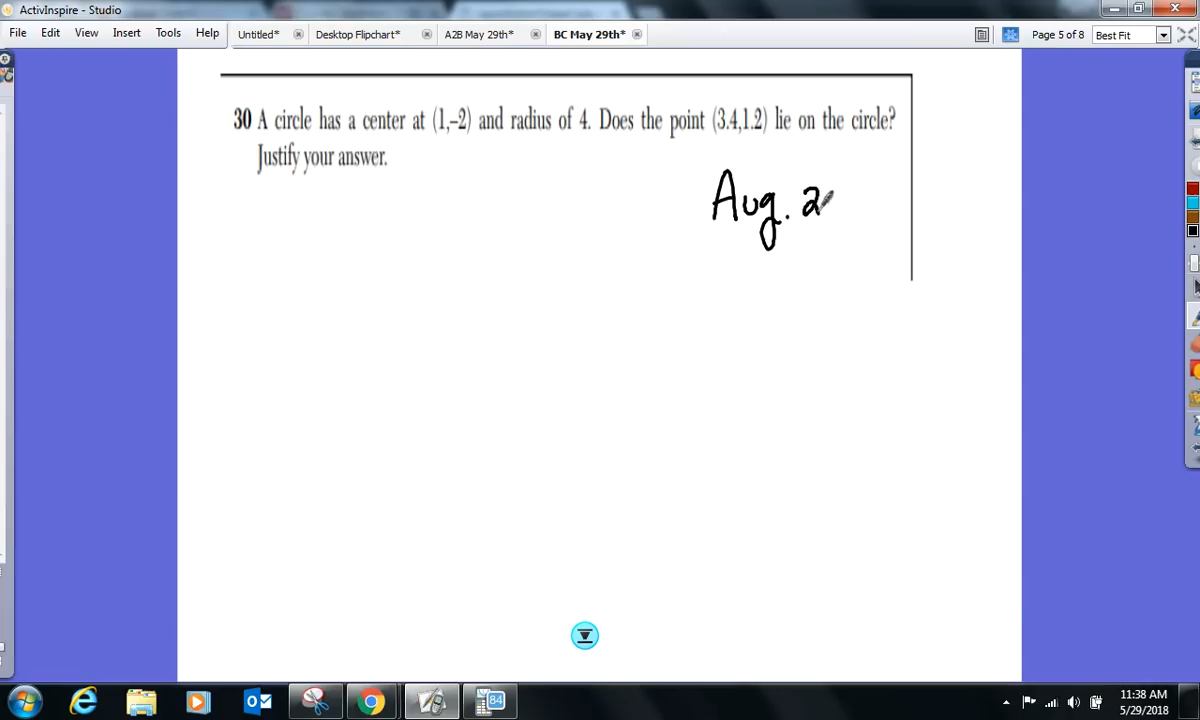 ActivInspire - Studio
File Edit View Insert Tools Help Untitled* Desktop Flipchart* A2B May 29th* BC May 29th* Page 5 of 8 Best Fit
30 A circle has a center at (1,–2) and radius of 4. Does the point (3.4,1.2) lie on the circle?
Justify your answer.
Aug. 2
84
11:38 AM
5/29/2018